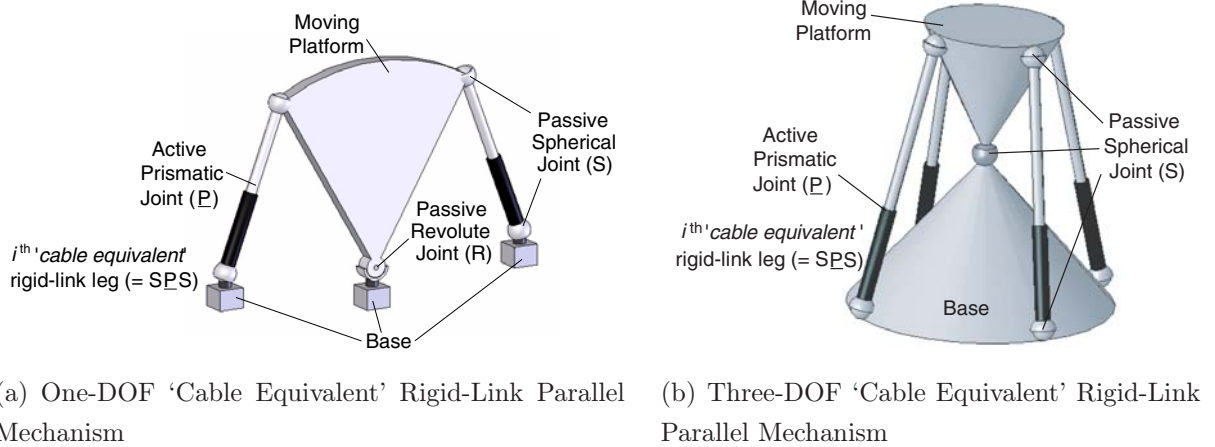 Moving
Platform
Active
Prismatic
Joint (P)
Passive
Spherical
Joint (S)
Passive
Revolute
Joint (R)
i th 'cable equivalent'
rigid-link leg (= SPS)
Base
(a) One-DOF 'Cable Equivalent' Rigid-Link Parallel
Mechanism
Moving
Platform
Active
Prismatic
Joint (P)
Passive
Spherical
Joint (S)
i th 'cable equivalent '
rigid-link leg (= SPS)
Base
(b) Three-DOF 'Cable Equivalent' Rigid-Link
Parallel Mechanism